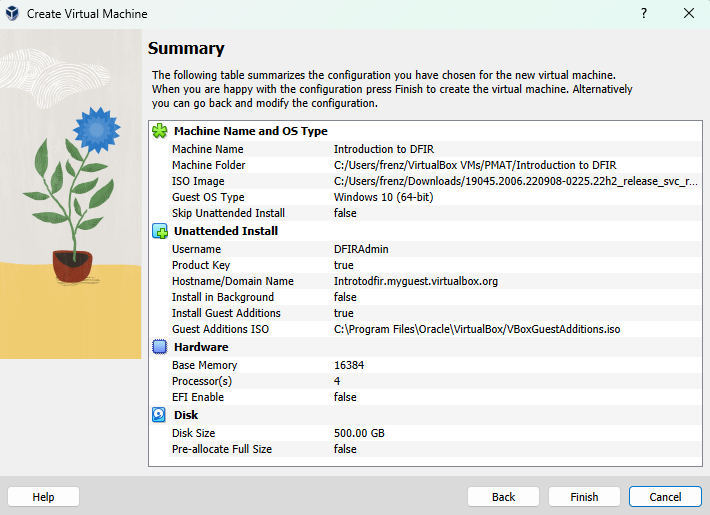 Create Virtual Machine
?
Summary
The following table summarizes the configuration you have chosen for the new virtual machine.
When you are happy with the configuration press Finish to create the virtual machine. Alternatively
you can go back and modify the configuration.
Machine Name and OS Type
Machine Name Introduction to DFIR
Machine Folder C:/Users/frenz/VirtualBox VMs/PMAT/Introduction to DFIR
ISO Image C:/Users/frenz/Downloads/19045.2006.220908-0225.22h2_release_svc_r...
Guest OS Type Windows 10 (64-bit)
Skip Unattended Install false
Unattended Install
Username DFIRAdmin
Product Key true
Hostname/Domain Name Introtodfir.myguest.virtualbox.org
Install in Background false
Install Guest Additions true
Guest Additions ISO C:\Program Files\Oracle\VirtualBox/VBoxGuestAdditions.iso
Hardware
Base Memory 16384
Processor(s) 4
EFI Enable false
Disk
Disk Size 500.00 GB
Pre-allocate Full Size false
Help Back Finish Cancel